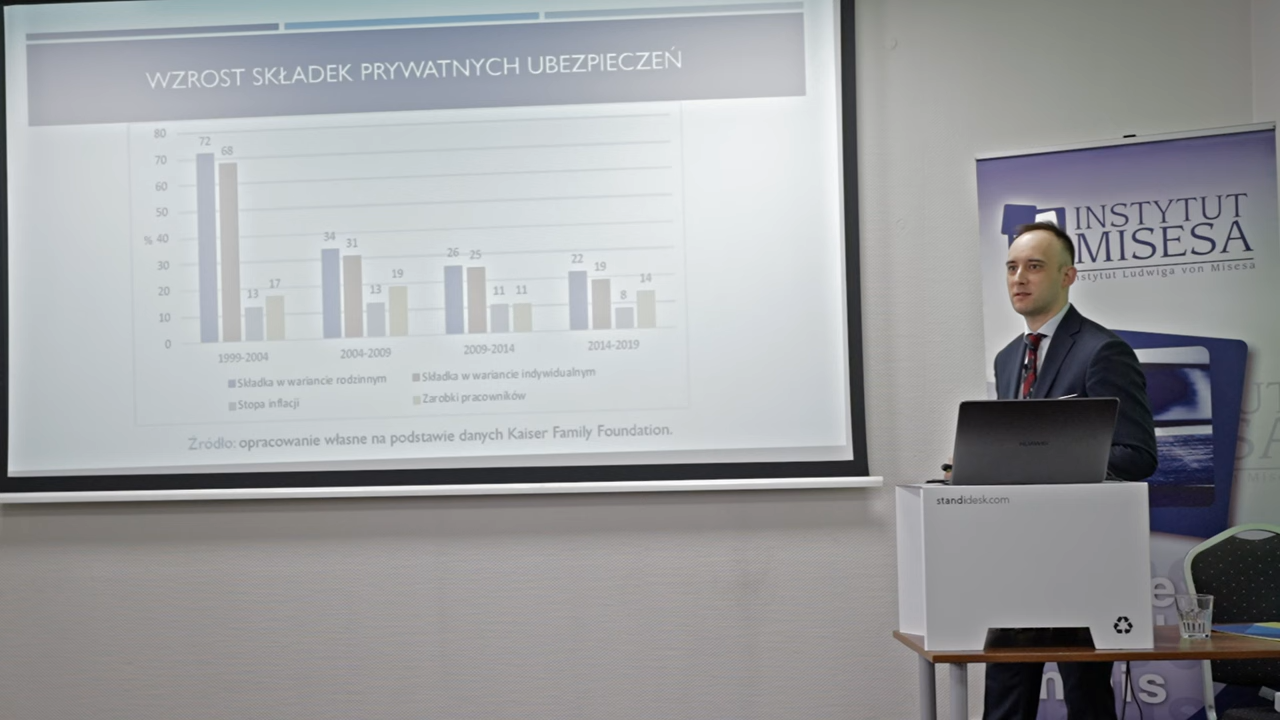 WZROST SKŁADEK PRYWATNYCH UBEZPIECZEŃ
80
70
60
50
% 40
30
20
10
0
72 68 13 17
34 31 13 19
26 25 11 11
22 19 8 14
1999-2004 2004-2009 2009-2014 2014-2019
Składka w wariancie rodzinnym Składka w wariancie indywidualnym
Stopa inflacji Zarobki pracowników
Źródło: opracowanie własne na podstawie danych Kaiser Family Foundation.
INSTYTUT
MISESA
Instytut Ludwiga von Misesa
HUAWEI
standidesk.com